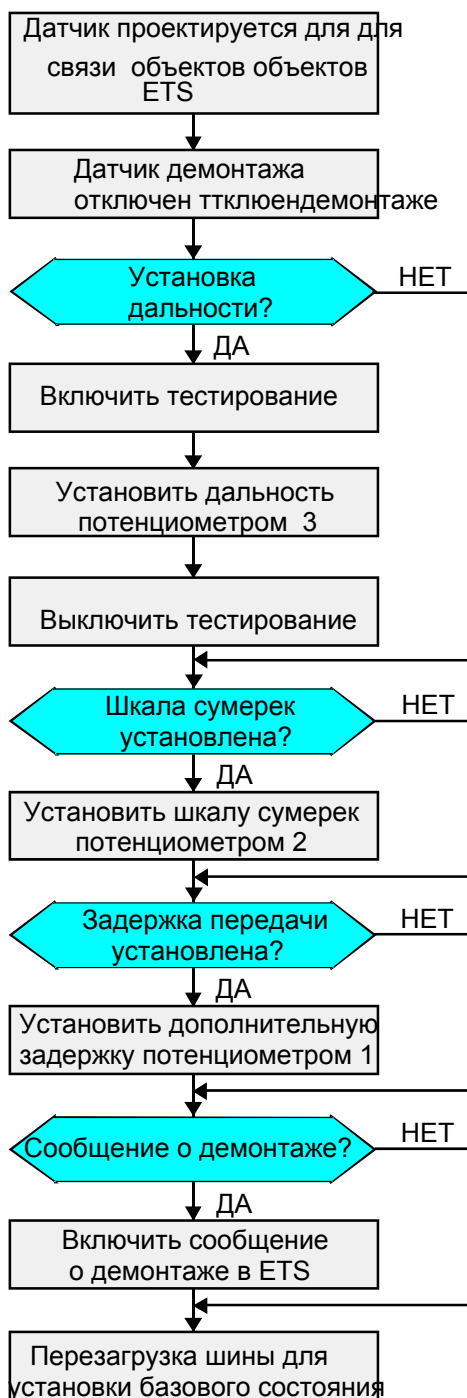 Датчик проектируется для для
связи объектов объектов
ETS
Датчик демонтажа
отключен ттклюендемонтаже
Установка
дальности?
НЕТ
ДА
Включить тестирование
Установить дальность
потенциометром 3
Выключить тестирование
Шкала сумерек
установлена?
НЕТ
ДА
Установить шкалу сумерек
потенциометром 2
Задержка передачи
установлена?
НЕТ
ДА
Установить дополнительную
задержку потенциометром 1
Сообщение о демонтаже?
НЕТ
ДА
Включить сообщение
о демонтаже в ETS
Перезагрузка шины для
установки базового состояния